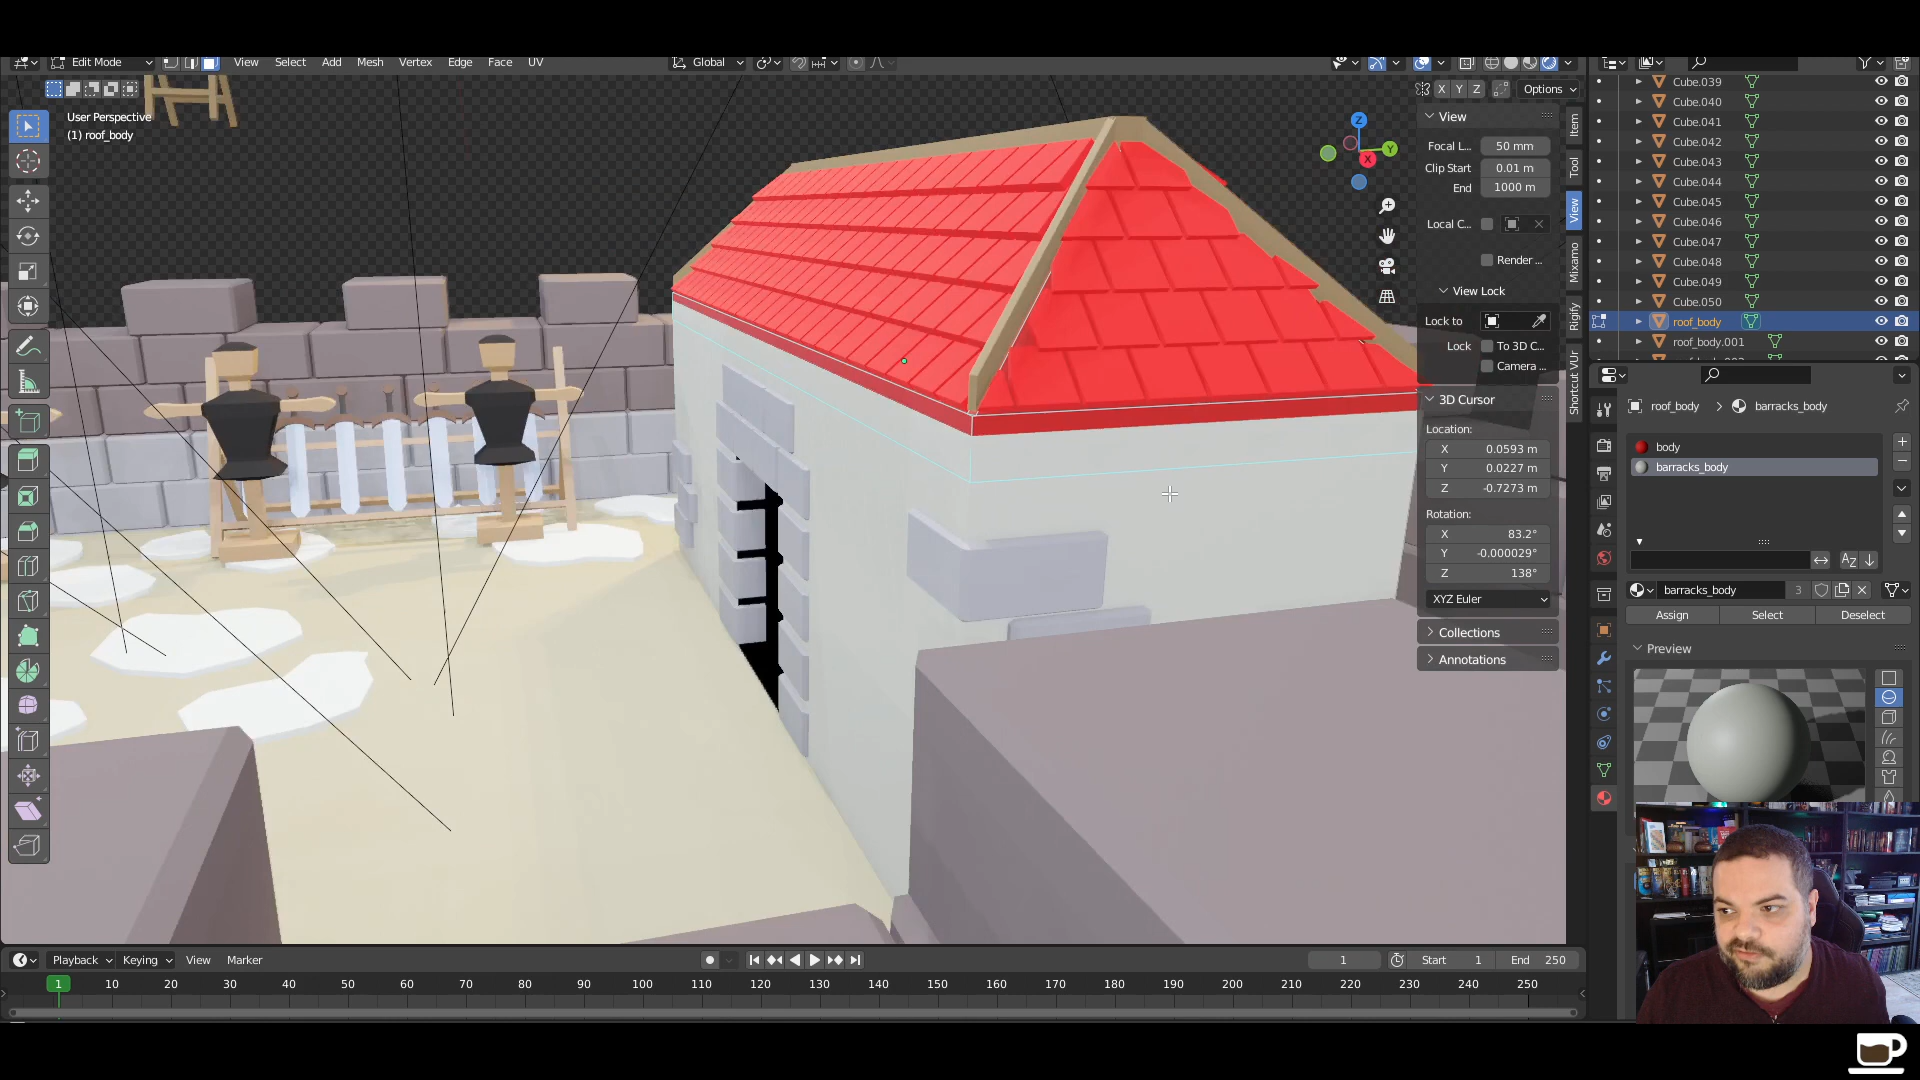 Edit Mode View Select Add Mesh Vertex Edge Face UV Global
X Y Z Options
User Perspective
(1) roof_body
Z
Y
X
View
Focal L... 50 mm
Clip Start 0.01 m
End 1000 m
Local C...
Render ...
View Lock
Lock to
Lock To 3D C...
Camera ...
3D Cursor
Location:
X 0.0593 m
Y 0.0227 m
Z -0.7273 m
Rotation:
X 83.2°
Y -0.000029°
Z 138°
XYZ Euler
Collections
Annotations
Item
Tool
View
Mixamo
Rigify
Shortcut VUr
Cube.039
Cube.040
Cube.041
Cube.042
Cube.043
Cube.044
Cube.045
Cube.046
Cube.047
Cube.048
Cube.049
Cube.050
roof_body
roof_body.001
roof_body > barracks_body
body
barracks_body
barracks_body 3
Assign Select Deselect
Preview
Playback Keying View Marker
1 Start 1 End 250
1 10 20 30 40 50 60 70 80 90 100 110 120 130 140 150 160 170 180 190 200 210 220 230 240 250